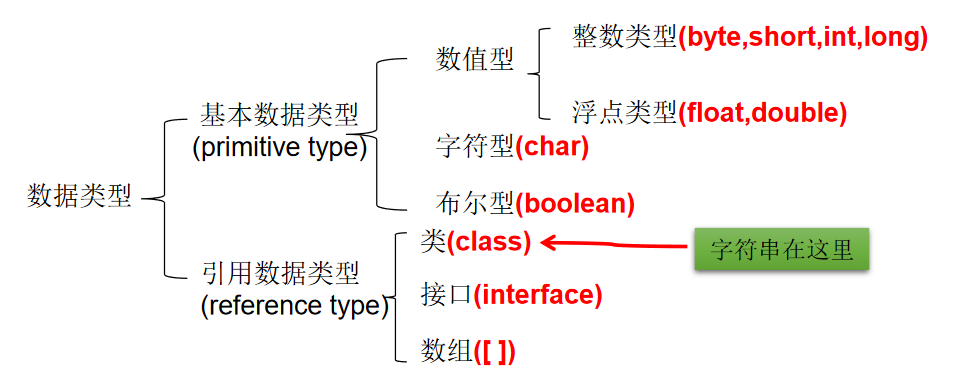 整数类型(byte,short,int,long)
数值型
浮点类型(float,double)
基本数据类型
(primitive type)
字符型(char)
数据类型
布尔型(boolean)
类(class)
字符串在这里
引用数据类型
(reference type)
接口(interface)
数组([ ])